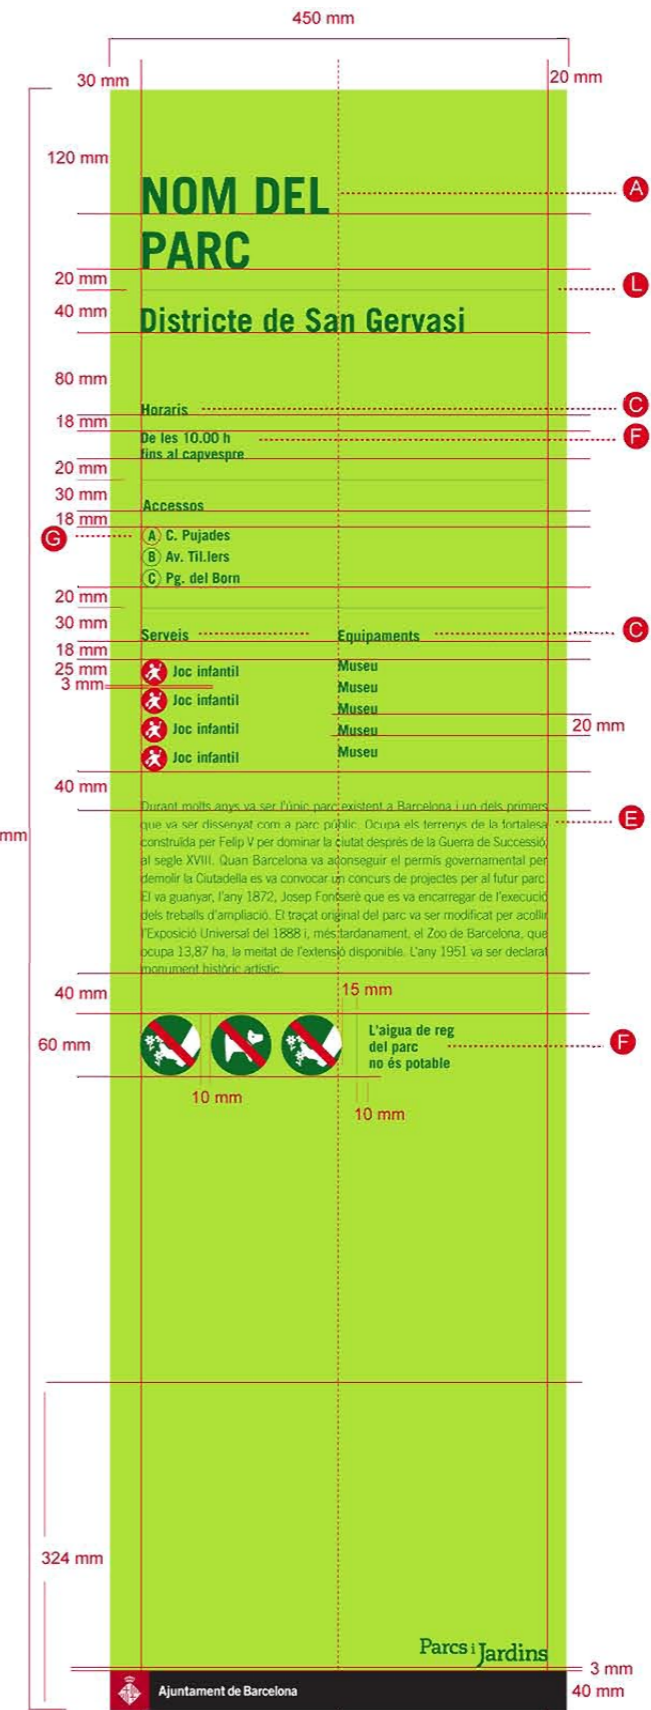 450 mm
30 mm
20 mm
120 mm
NOM DEL
A
PARC
20 mm
L
40 mm
Districte de San Gervasi
80 mm
Horaris
C
18 mm
De les 10.00 h
F
fins al capvespre
20 mm
30 mm
Accessos
18 mm
G
A C. Pujades
B Av. Til.lers
C Pg. del Born
20 mm
30 mm
Serveis
Equipaments
C
18 mm
25 mm
3 mm
Joc infantil
Museu
Museu
Joc infantil
Museu
Joc infantil
Museu
20 mm
Joc infantil
Museu
40 mm
mm
Durant molts anys va ser l'únic parc existent a Barcelona i un dels primers
que va ser dissenyat com a parc públic. Ocupa els terrenys de la fortalesa
E
construïda per Felip V per dominar la ciutat després de la Guerra de Successió,
al segle XVIII. Quan Barcelona va aconseguir el permís governamental per
demolir la Ciutadella es va convocar un concurs de projectes per al futur parc.
El va guanyar, l'any 1872, Josep Fontserè que es va encarregar de l'execució
dels treballs d'ampliació. El traçat original del parc va ser modificat per acollir
l'Exposició Universal del 1888 i, més tardanament, el Zoo de Barcelona, que
ocupa 13,87 ha, la meitat de l'extensió disponible. L'any 1951 va ser declarat
monument històric artístic.
40 mm
15 mm
60 mm
L'aigua de reg
del parc
no és potable
F
10 mm
10 mm
324 mm
Parcs i Jardins
3 mm
Ajuntament de Barcelona
40 mm